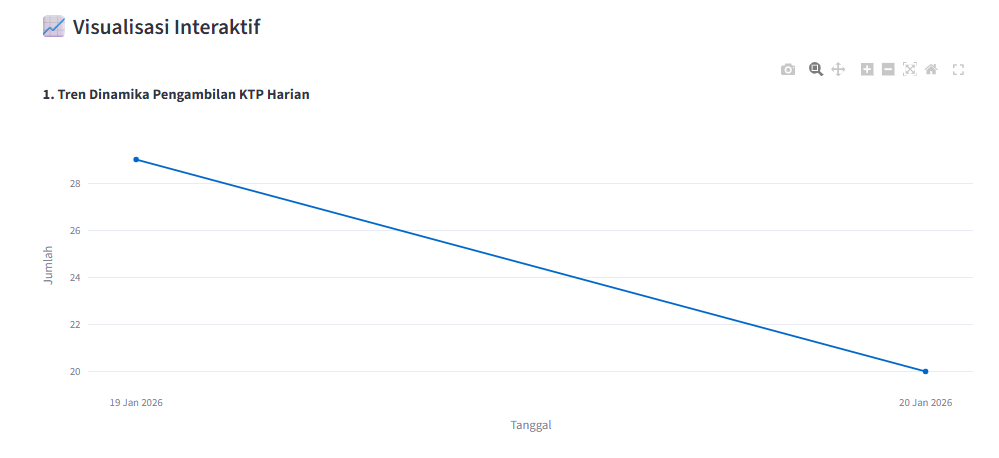 Visualisasi Interaktif
1. Tren Dinamika Pengambilan KTP Harian
Jumlah
28
26
24
22
20
19 Jan 2026
20 Jan 2026
Tanggal